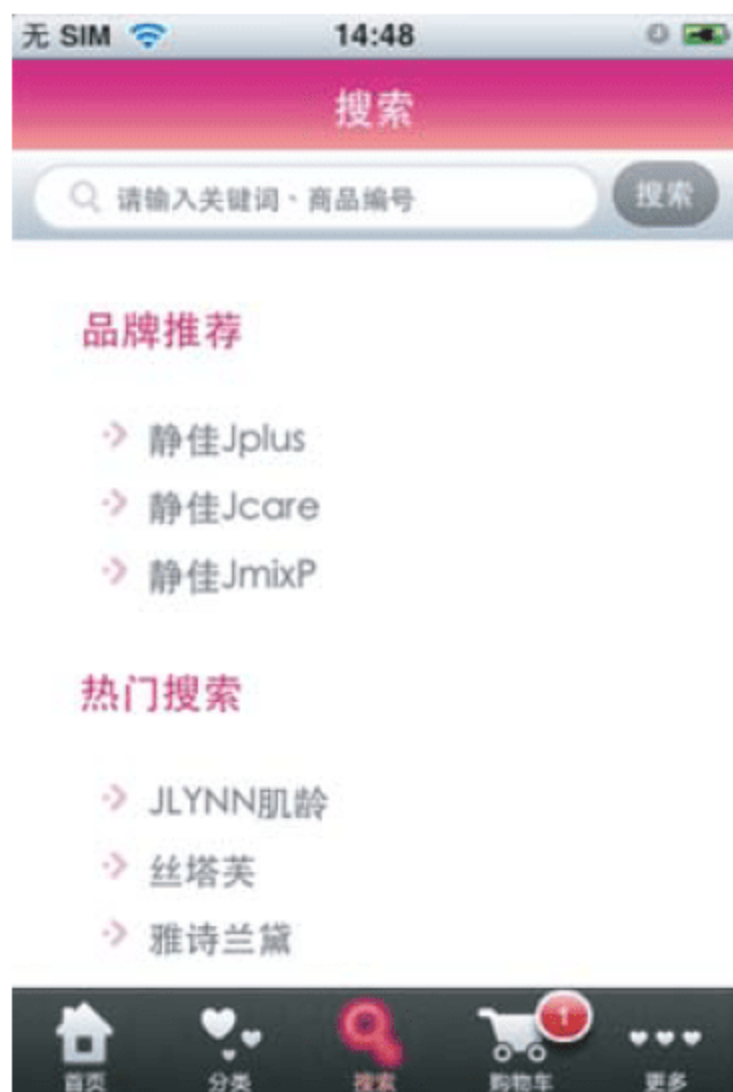 无 SIM 14:48
搜索
请输入关键词、商品编号 搜索
品牌推荐
静佳Jplus
静佳Jcare
静佳JmixP
热门搜索
JLYNN肌龄
丝塔芙
雅诗兰黛
1
首页 分类 搜索 购物车 更多